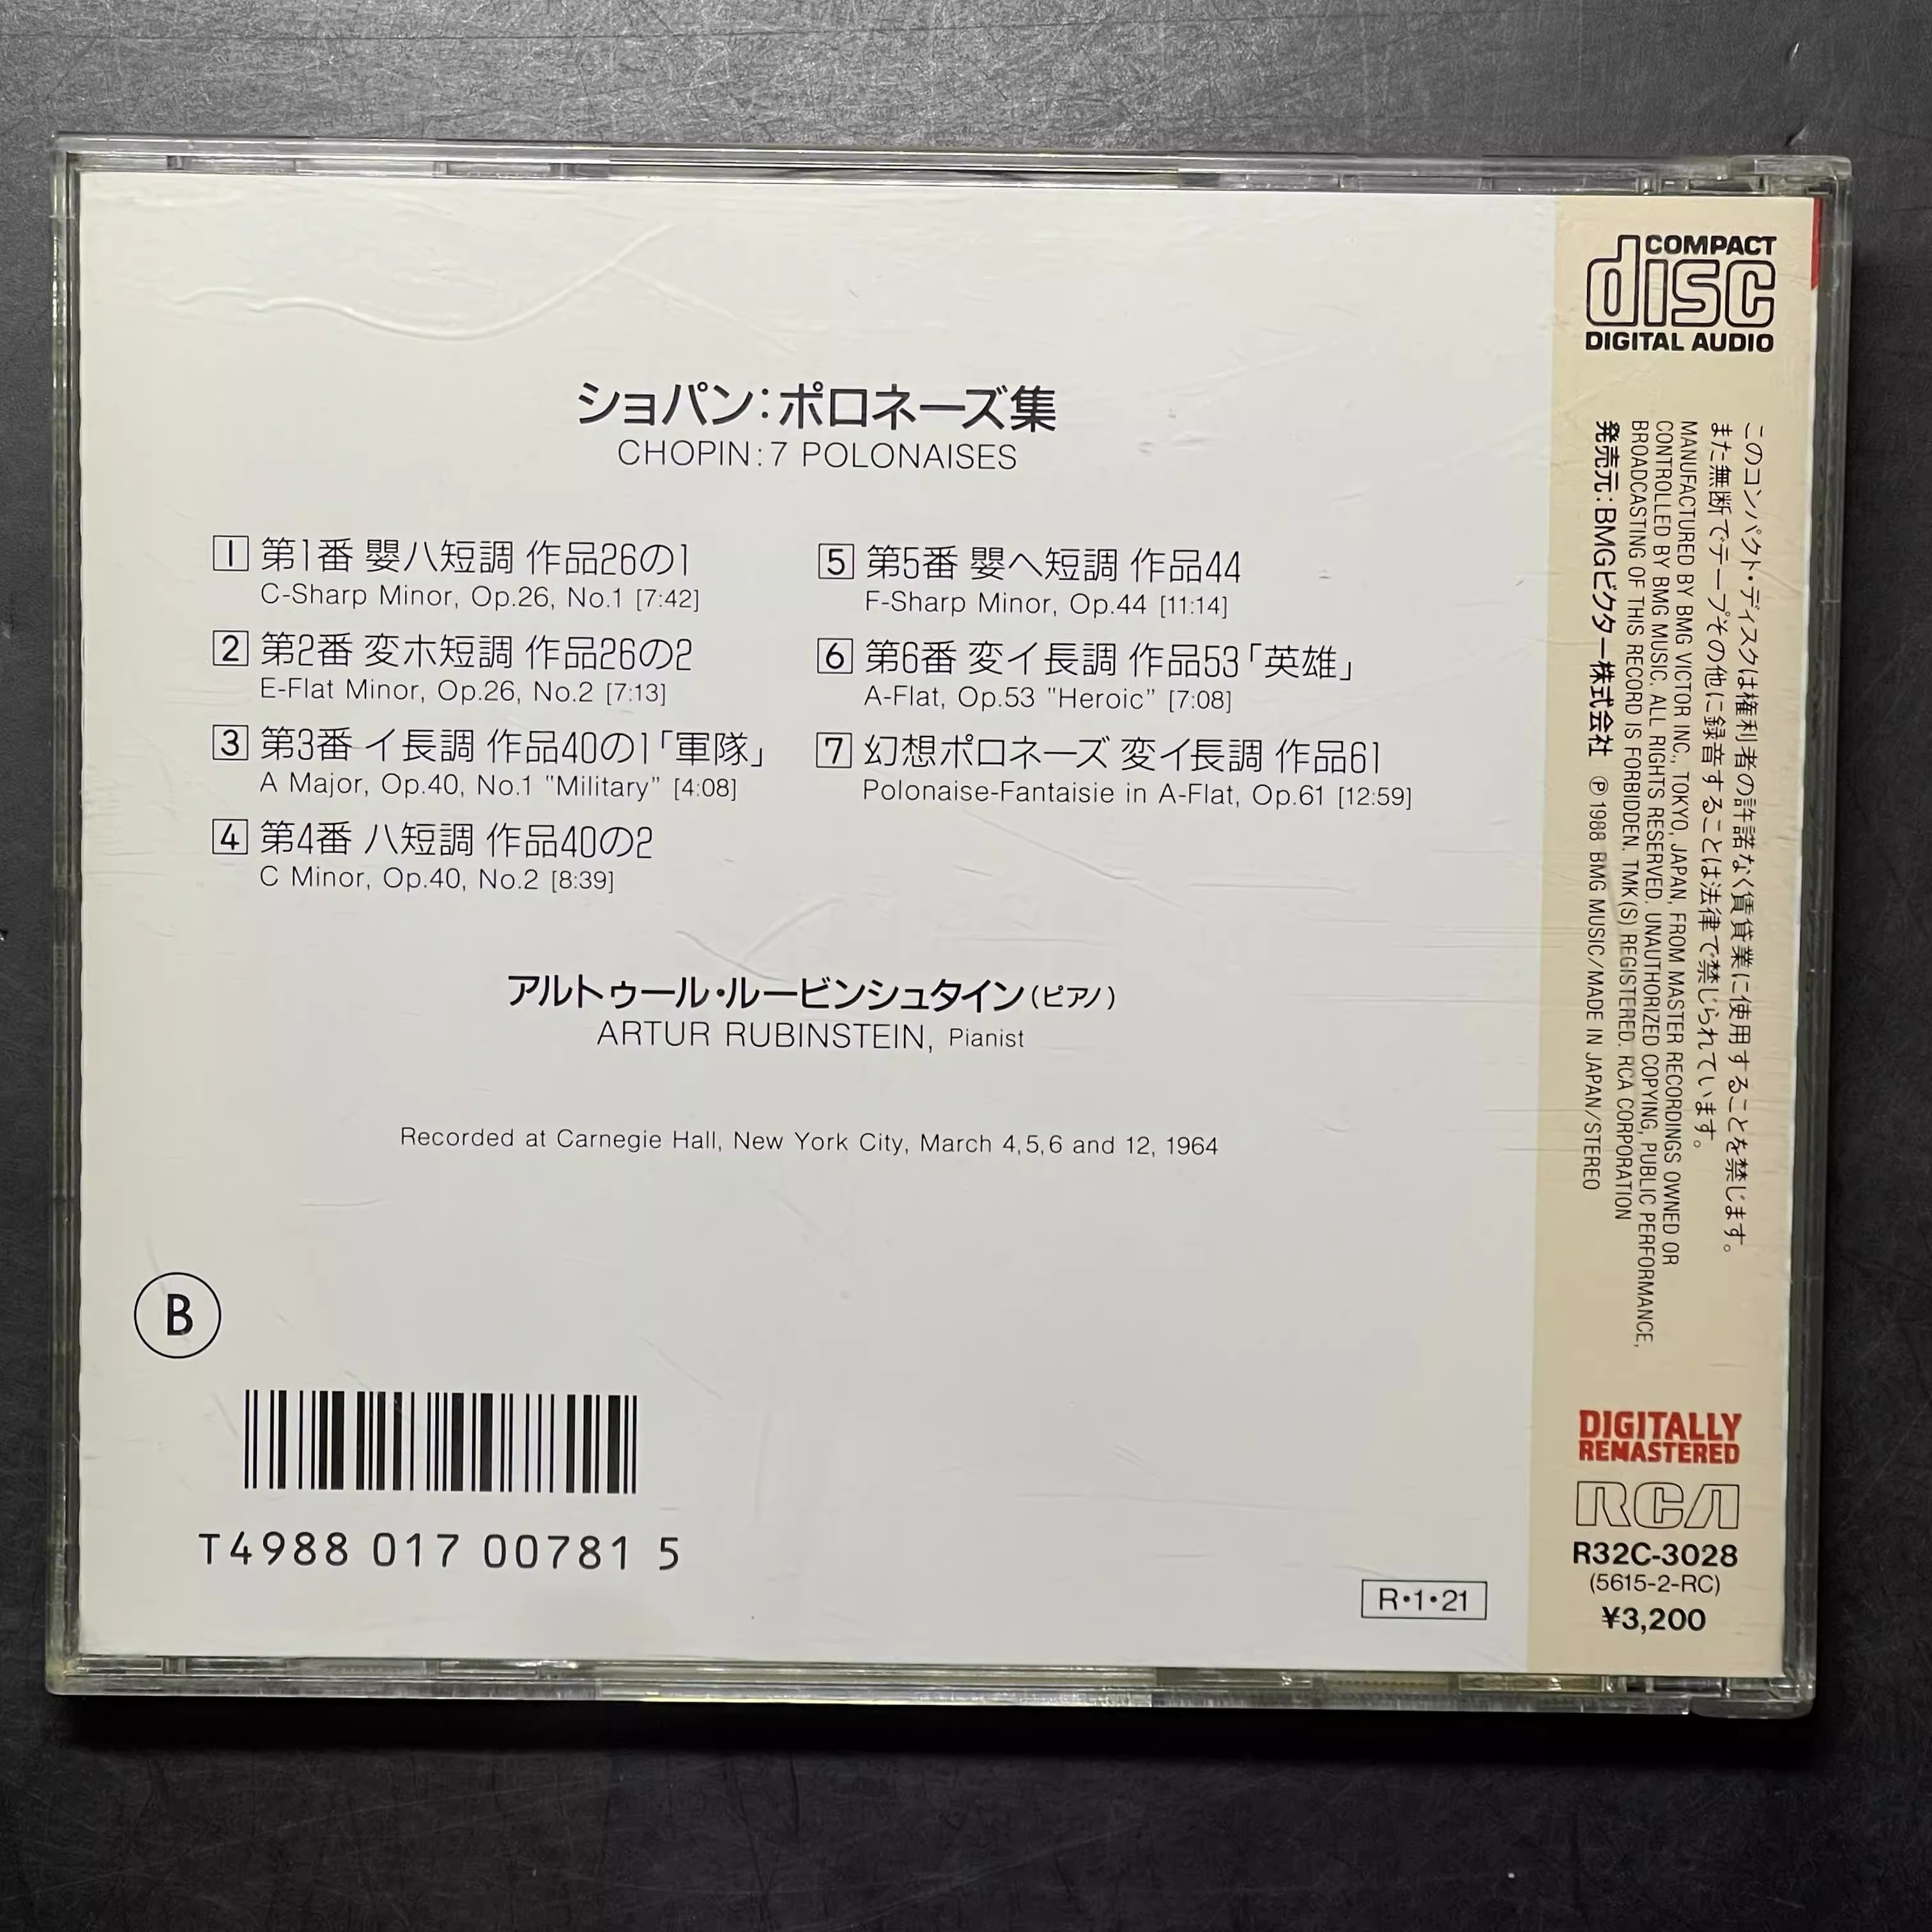 ショパン：ポロネーズ集
CHOPIN: 7 POLONAISES
1 第1番 嬰ハ短調 作品26の1
C-Sharp Minor, Op.26, No.1 [7:42]
2 第2番 変ホ短調 作品26の2
E-Flat Minor, Op.26, No.2 [7:13]
3 第3番 イ長調 作品40の1「軍隊」
A Major, Op.40, No.1 "Military" [4:08]
4 第4番 ハ短調 作品40の2
C Minor, Op.40, No.2 [8:39]
5 第5番 嬰ヘ短調 作品44
F-Sharp Minor, Op.44 [11:14]
6 第6番 変イ長調 作品53「英雄」
A-Flat, Op.53 "Heroic" [7:08]
7 幻想ポロネーズ 変イ長調 作品61
Polonaise-Fantaisie in A-Flat, Op.61 [12:59]
アルトゥール・ルービンシュタイン(ピアノ)
ARTUR RUBINSTEIN, Pianist
Recorded at Carnegie Hall, New York City, March 4,5,6 and 12, 1964
B
T4988 017 00781 5
R・1・21
COMPACT
disc
DIGITAL AUDIO
このコンパクト・ディスクは権利者の許諾なく賃貸業に使用することを禁じます。
また無断でテープその他に録音することは法律で禁じられています。
MANUFACTURED BY BMG VICTOR INC., TOKYO, JAPAN, FROM MASTER RECORDINGS OWNED OR
CONTROLLED BY BMG MUSIC. ALL RIGHTS RESERVED. UNAUTHORIZED COPYING, PUBLIC PERFORMANCE,
BROADCASTING OF THIS RECORD IS FORBIDDEN. TMK(S) REGISTERED. RCA CORPORATION
発売元：BMGビクター株式会社 ℗ 1988 BMG MUSIC/MADE IN JAPAN/STEREO
DIGITALLY
REMASTERED
RCA
R32C-3028
(5615-2-RC)
¥3,200